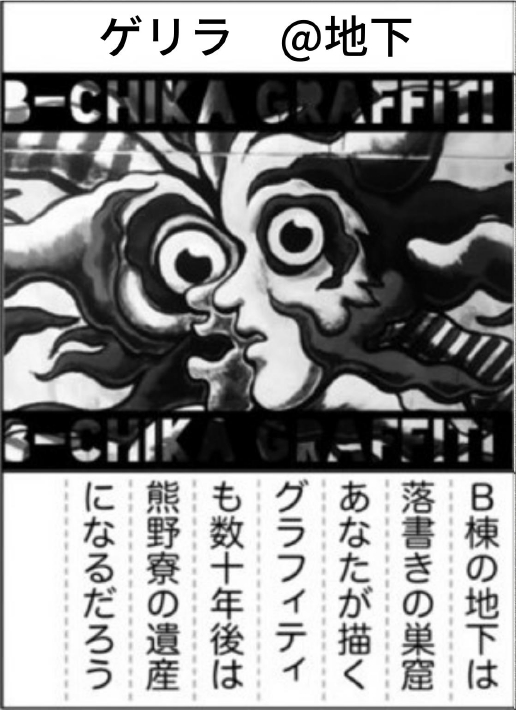 ゲリラ　@地下
B-CHIKA GRAFFITI
B-CHIKA GRAFFITI
B棟の地下は
落書きの巣窟
あなたが描く
グラフィティ
も数十年後は
熊野寮の遺産
になるだろう